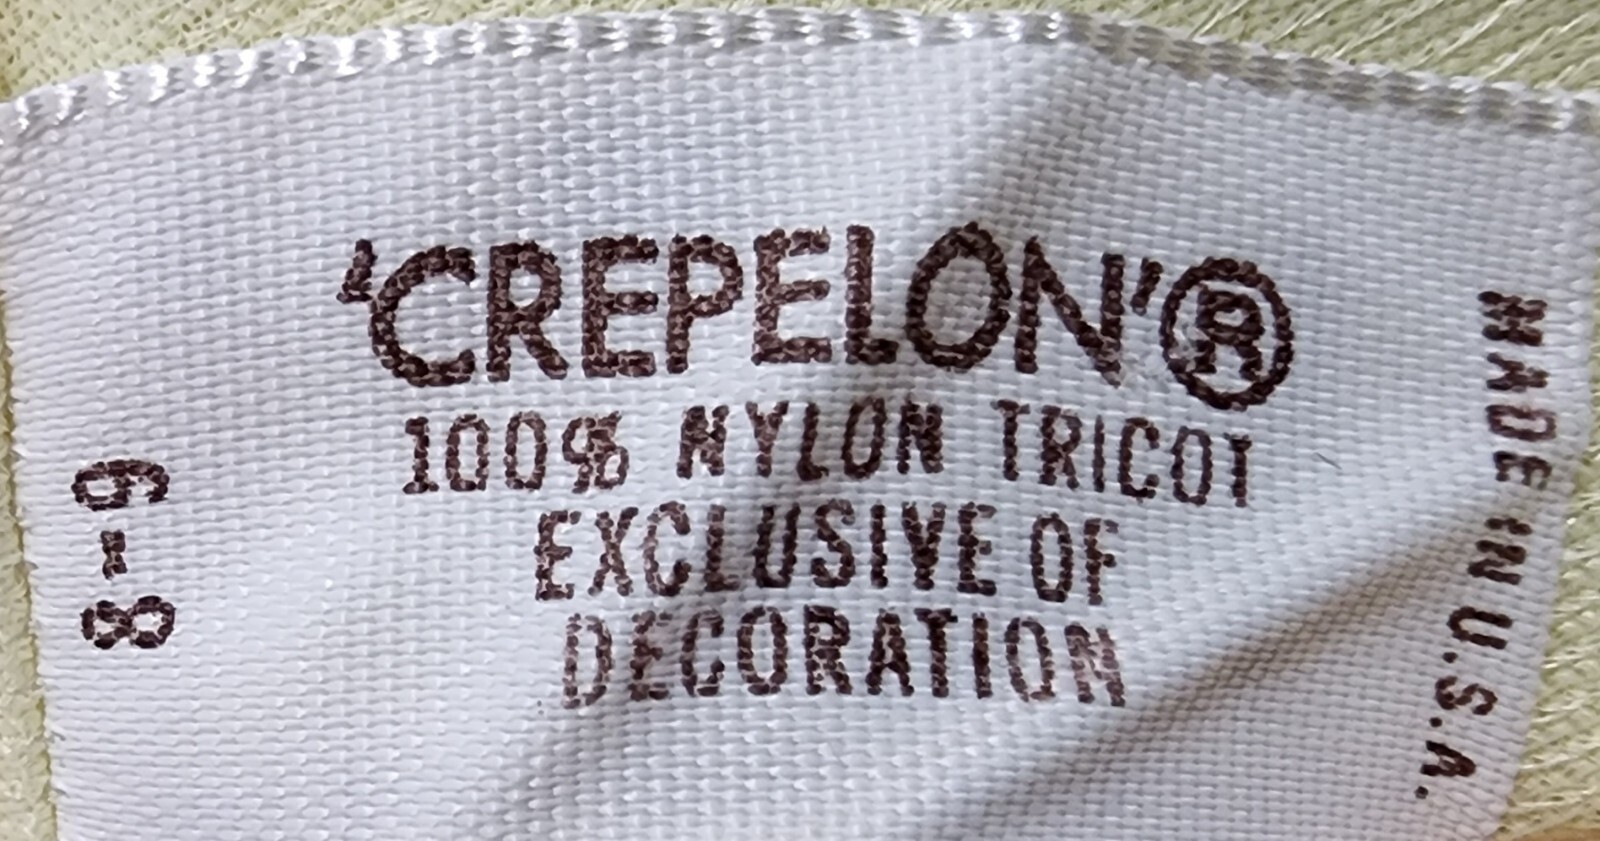 'CREPELON'®
100% NYLON TRICOT
EXCLUSIVE OF
DECORATION
6-8
MADE IN U.S.A.